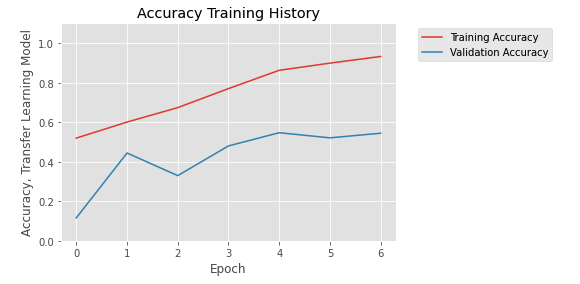 Accuracy Training History
Training Accuracy
Validation Accuracy
Accuracy, Transfer Learning Model
1.0
0.8
0.6
0.4
0.2
0.0
0 1 2 3 4 5 6
Epoch